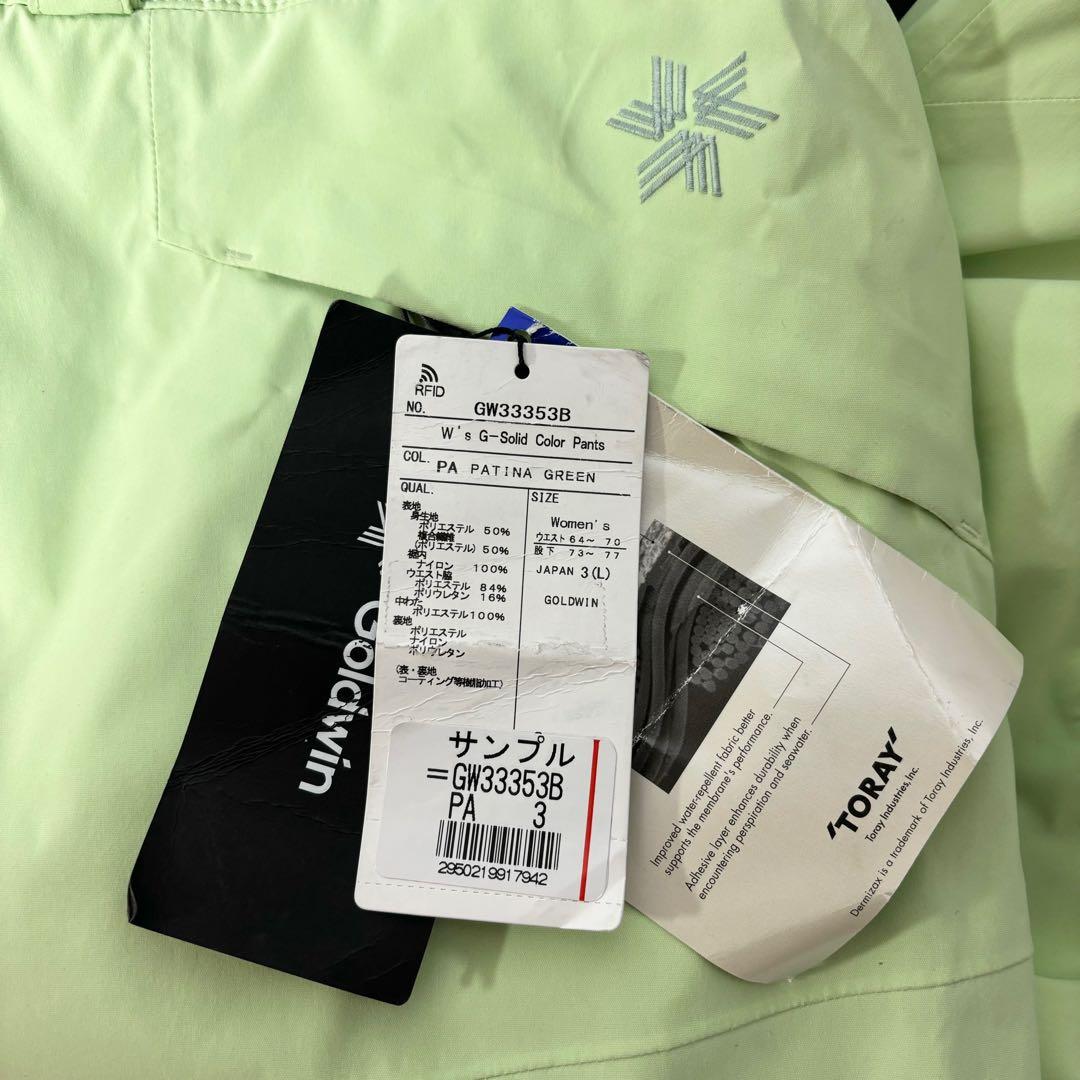 RFID
NO. GW33353B
W's G-Solid Color Pants
COL. PA PATINA GREEN
QUAL.
表地
身生地
ポリエステル 50%
複合繊維
(ポリエステル) 50%
裾内
ナイロン 100%
ウエスト脇
ポリエステル 84%
ポリウレタン 16%
中わた
ポリエステル100%
裏地
ポリエステル
ナイロン
ポリウレタン
(表・裏地
コーティング等樹脂加工)
SIZE
Women's
ウエスト 64~ 70
股下 73~ 77
JAPAN 3(L)
GOLDWIN
サンプル
=GW33353B
PA 3
2950219917942
Goldwin
Improved water-repellent fabric better
supports the membrane's performance.
Adhesive layer enhances durability when
encountering perspiration and seawater.
'TORAY'
Toray Industries, Inc.
Dermizax is a trademark of Toray Industries, Inc.